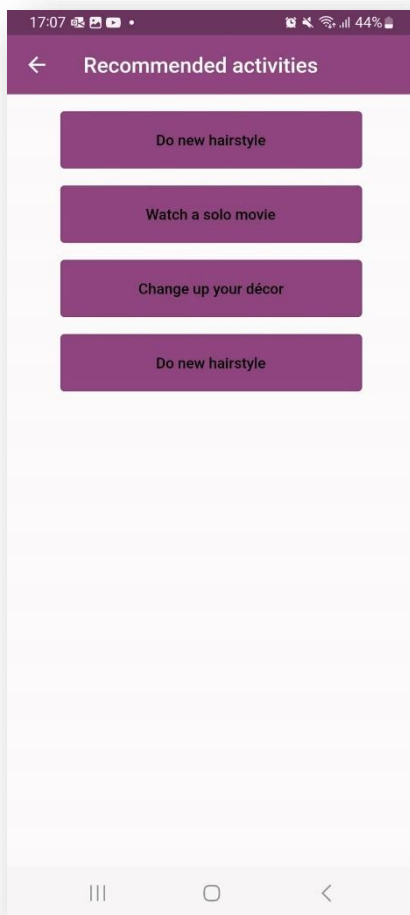 17:07 44%
Recommended activities
Do new hairstyle
Watch a solo movie
Change up your décor
Do new hairstyle